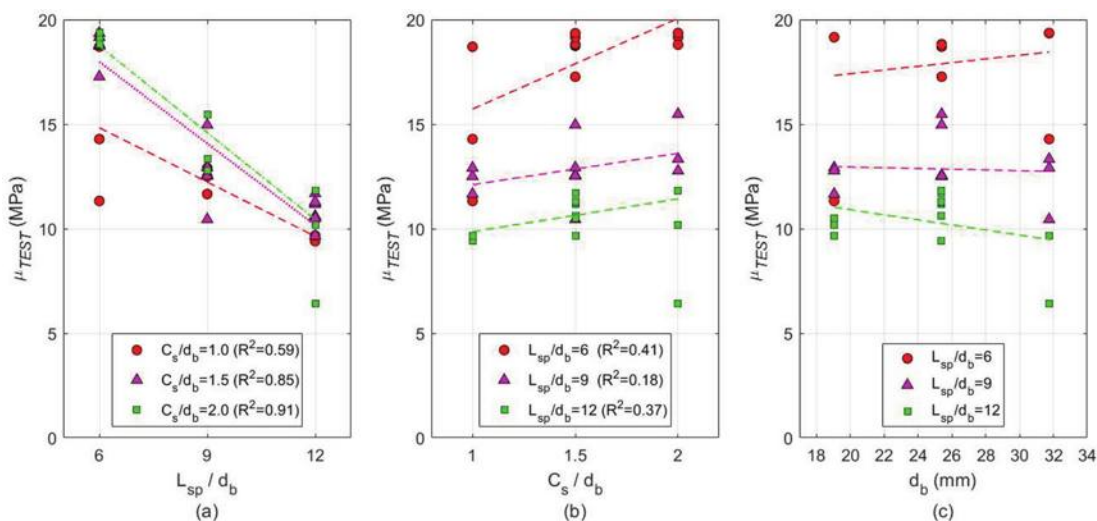 20
15
10
5
0
μTEST (MPa)
Cs/db=1.0 (R²=0.59)
Cs/db=1.5 (R²=0.85)
Cs/db=2.0 (R²=0.91)
6 9 12
Lsp / db
(a)
20
15
10
5
0
μTEST (MPa)
Lsp/db=6 (R²=0.41)
Lsp/db=9 (R²=0.18)
Lsp/db=12 (R²=0.37)
1 1.5 2
Cs / db
(b)
20
15
10
5
0
μTEST (MPa)
Lsp/db=6
Lsp/db=9
Lsp/db=12
18 20 22 24 26 28 30 32 34
db (mm)
(c)